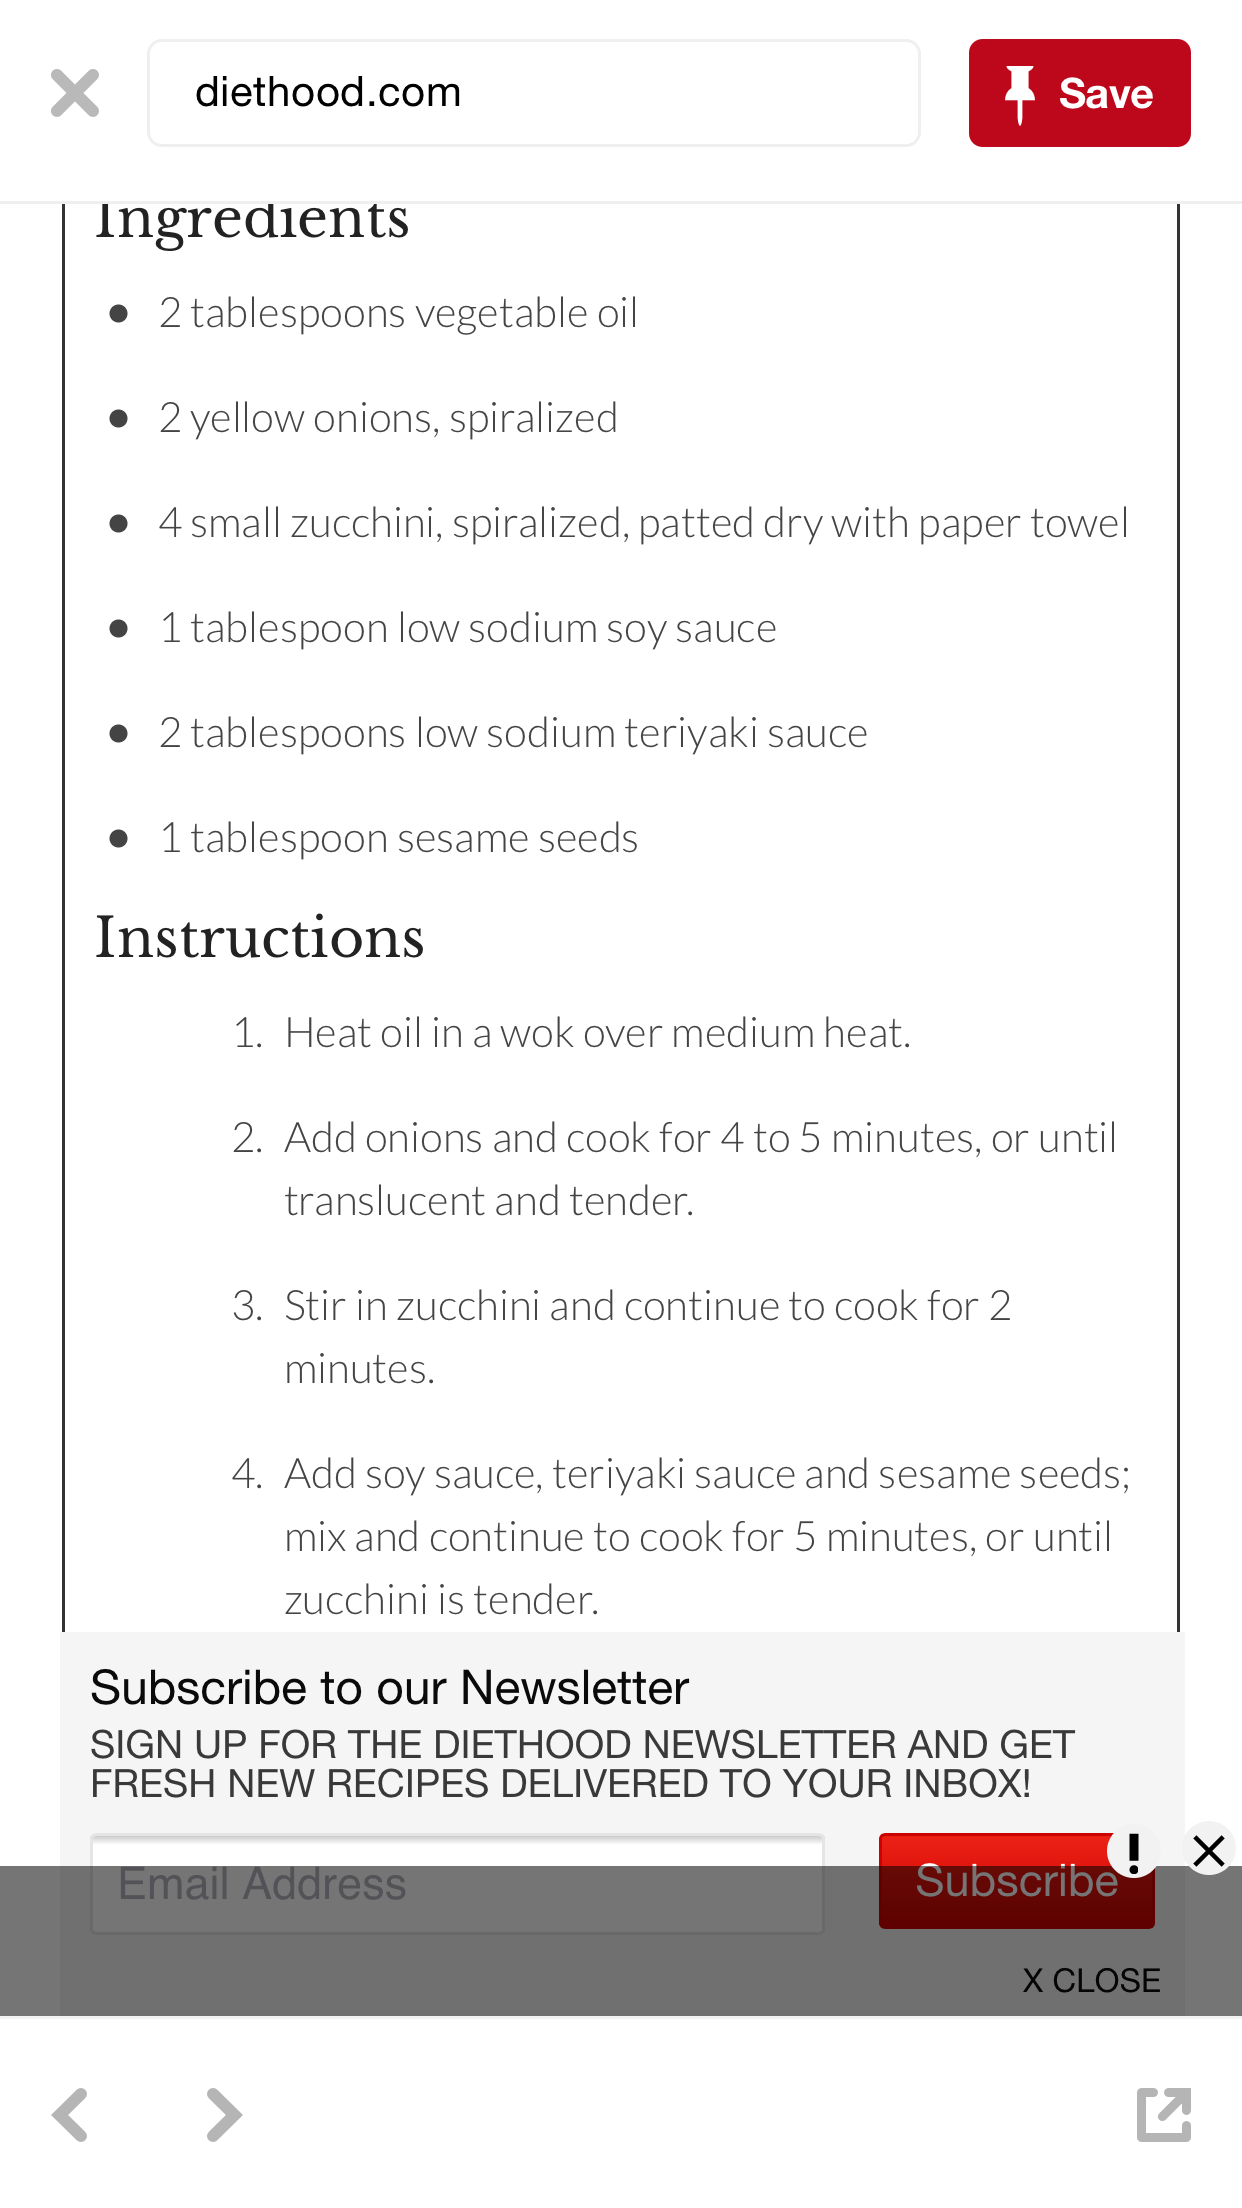 diethood.com
Save
Ingredients
• 2 tablespoons vegetable oil
• 2 yellow onions, spiralized
• 4 small zucchini, spiralized, patted dry with paper towel
• 1 tablespoon low sodium soy sauce
• 2 tablespoons low sodium teriyaki sauce
• 1 tablespoon sesame seeds
Instructions
1. Heat oil in a wok over medium heat.
2. Add onions and cook for 4 to 5 minutes, or until
translucent and tender.
3. Stir in zucchini and continue to cook for 2
minutes.
4. Add soy sauce, teriyaki sauce and sesame seeds;
mix and continue to cook for 5 minutes, or until
zucchini is tender.
Subscribe to our Newsletter
SIGN UP FOR THE DIETHOOD NEWSLETTER AND GET
FRESH NEW RECIPES DELIVERED TO YOUR INBOX!
Email Address
Subscribe
X CLOSE